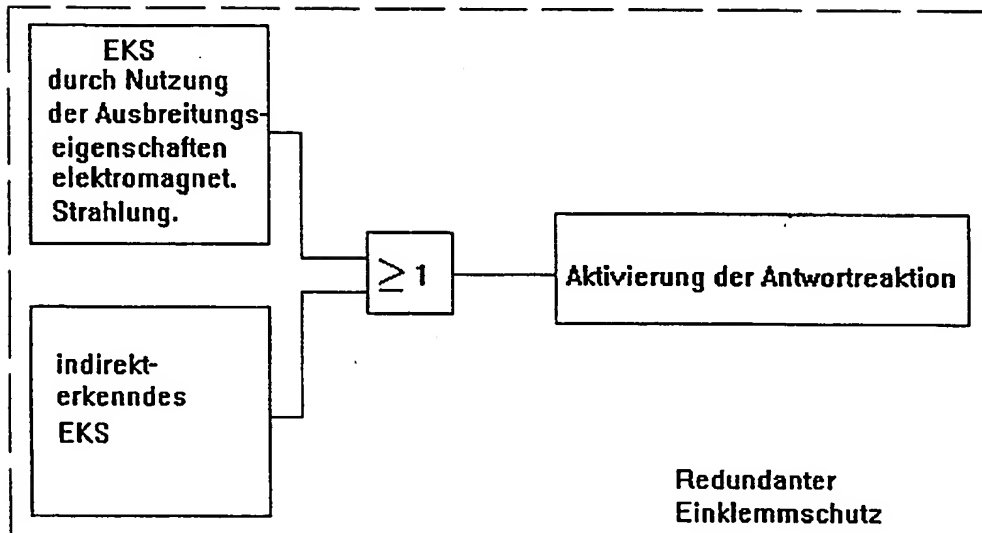 EKS
durch Nutzung
der Ausbreitungs-
eigenschaften
elektromagnet.
Strahlung.
≥ 1
Aktivierung der Antwortreaktion
indirekt-
erkenndes
EKS
Redundanter
Einklemmschutz